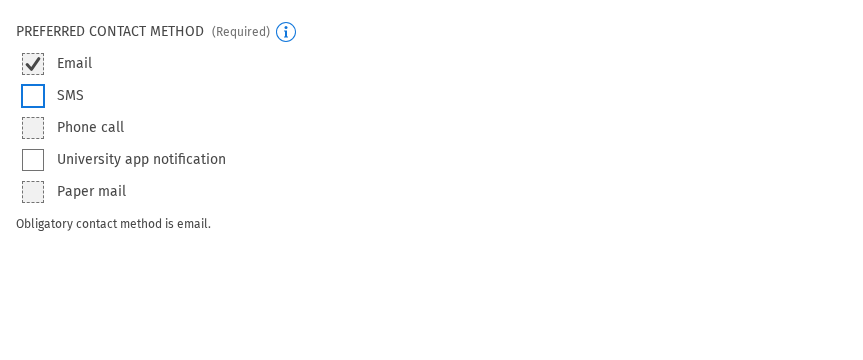 PREFERRED CONTACT METHOD (Required)
Email
SMS
Phone call
University app notification
Paper mail
Obligatory contact method is email.